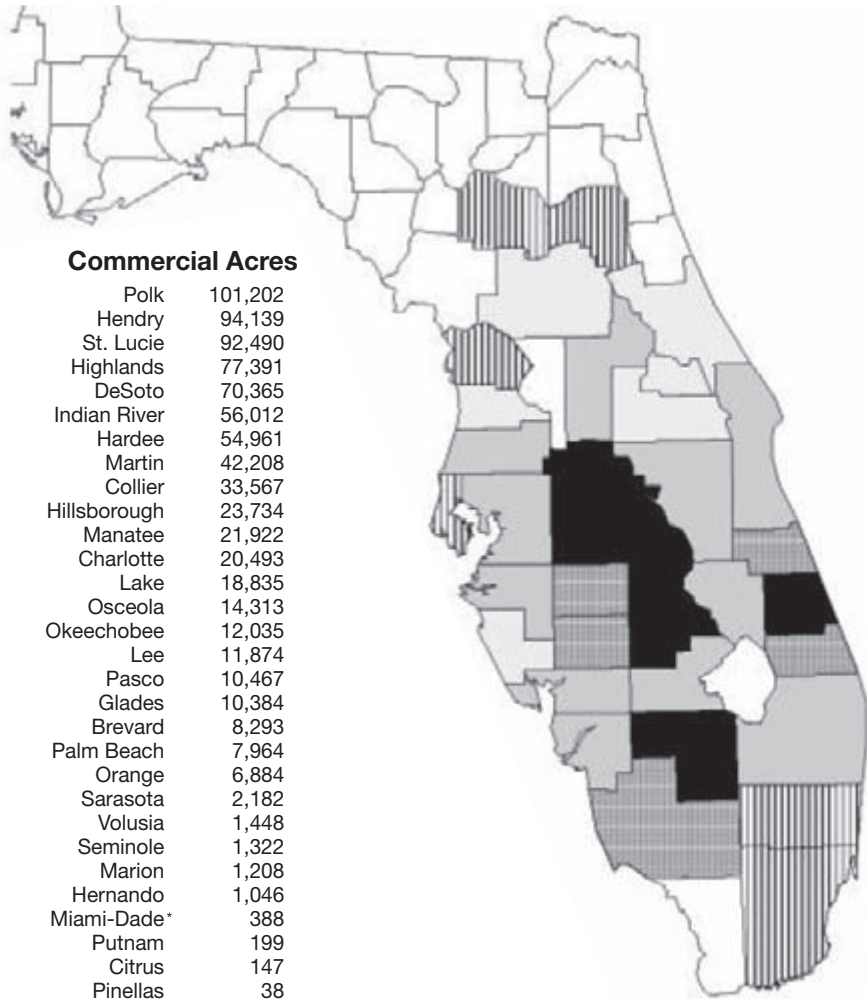 Commercial Acres
Polk 101,202
Hendry 94,139
St. Lucie 92,490
Highlands 77,391
DeSoto 70,365
Indian River 56,012
Hardee 54,961
Martin 42,208
Collier 33,567
Hillsborough 23,734
Manatee 21,922
Charlotte 20,493
Lake 18,835
Osceola 14,313
Okeechobee 12,035
Lee 11,874
Pasco 10,467
Glades 10,384
Brevard 8,293
Palm Beach 7,964
Orange 6,884
Sarasota 2,182
Volusia 1,448
Seminole 1,322
Marion 1,208
Hernando 1,046
Miami-Dade* 388
Putnam 199
Citrus 147
Pinellas 38